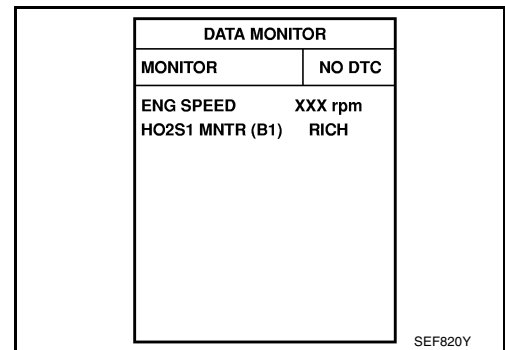 DATA MONITOR
MONITOR NO DTC
ENG SPEED XXX rpm
HO2S1 MNTR (B1) RICH
SEF820Y